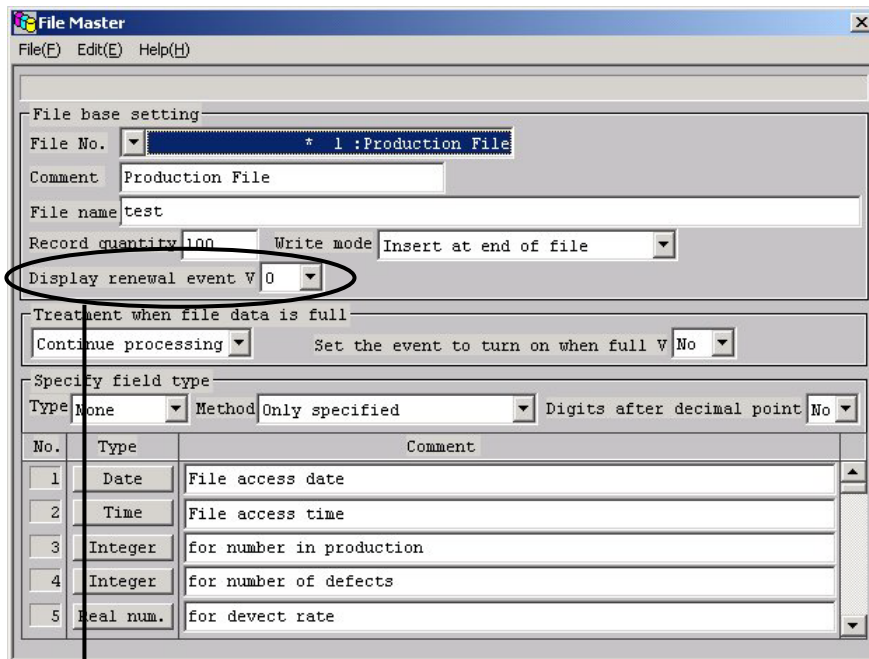 File Master
File(F) Edit(E) Help(H)
File base setting
File No. * 1 :Production File
Comment Production File
File name test
Record quantity 100 Write mode Insert at end of file
Display renewal event V 0
Treatment when file data is full
Continue processing Set the event to turn on when full V No
Specify field type
Type None Method Only specified Digits after decimal point No
No. Type Comment
1 Date File access date
2 Time File access time
3 Integer for number in production
4 Integer for number of defects
5 Real num. for devect rate